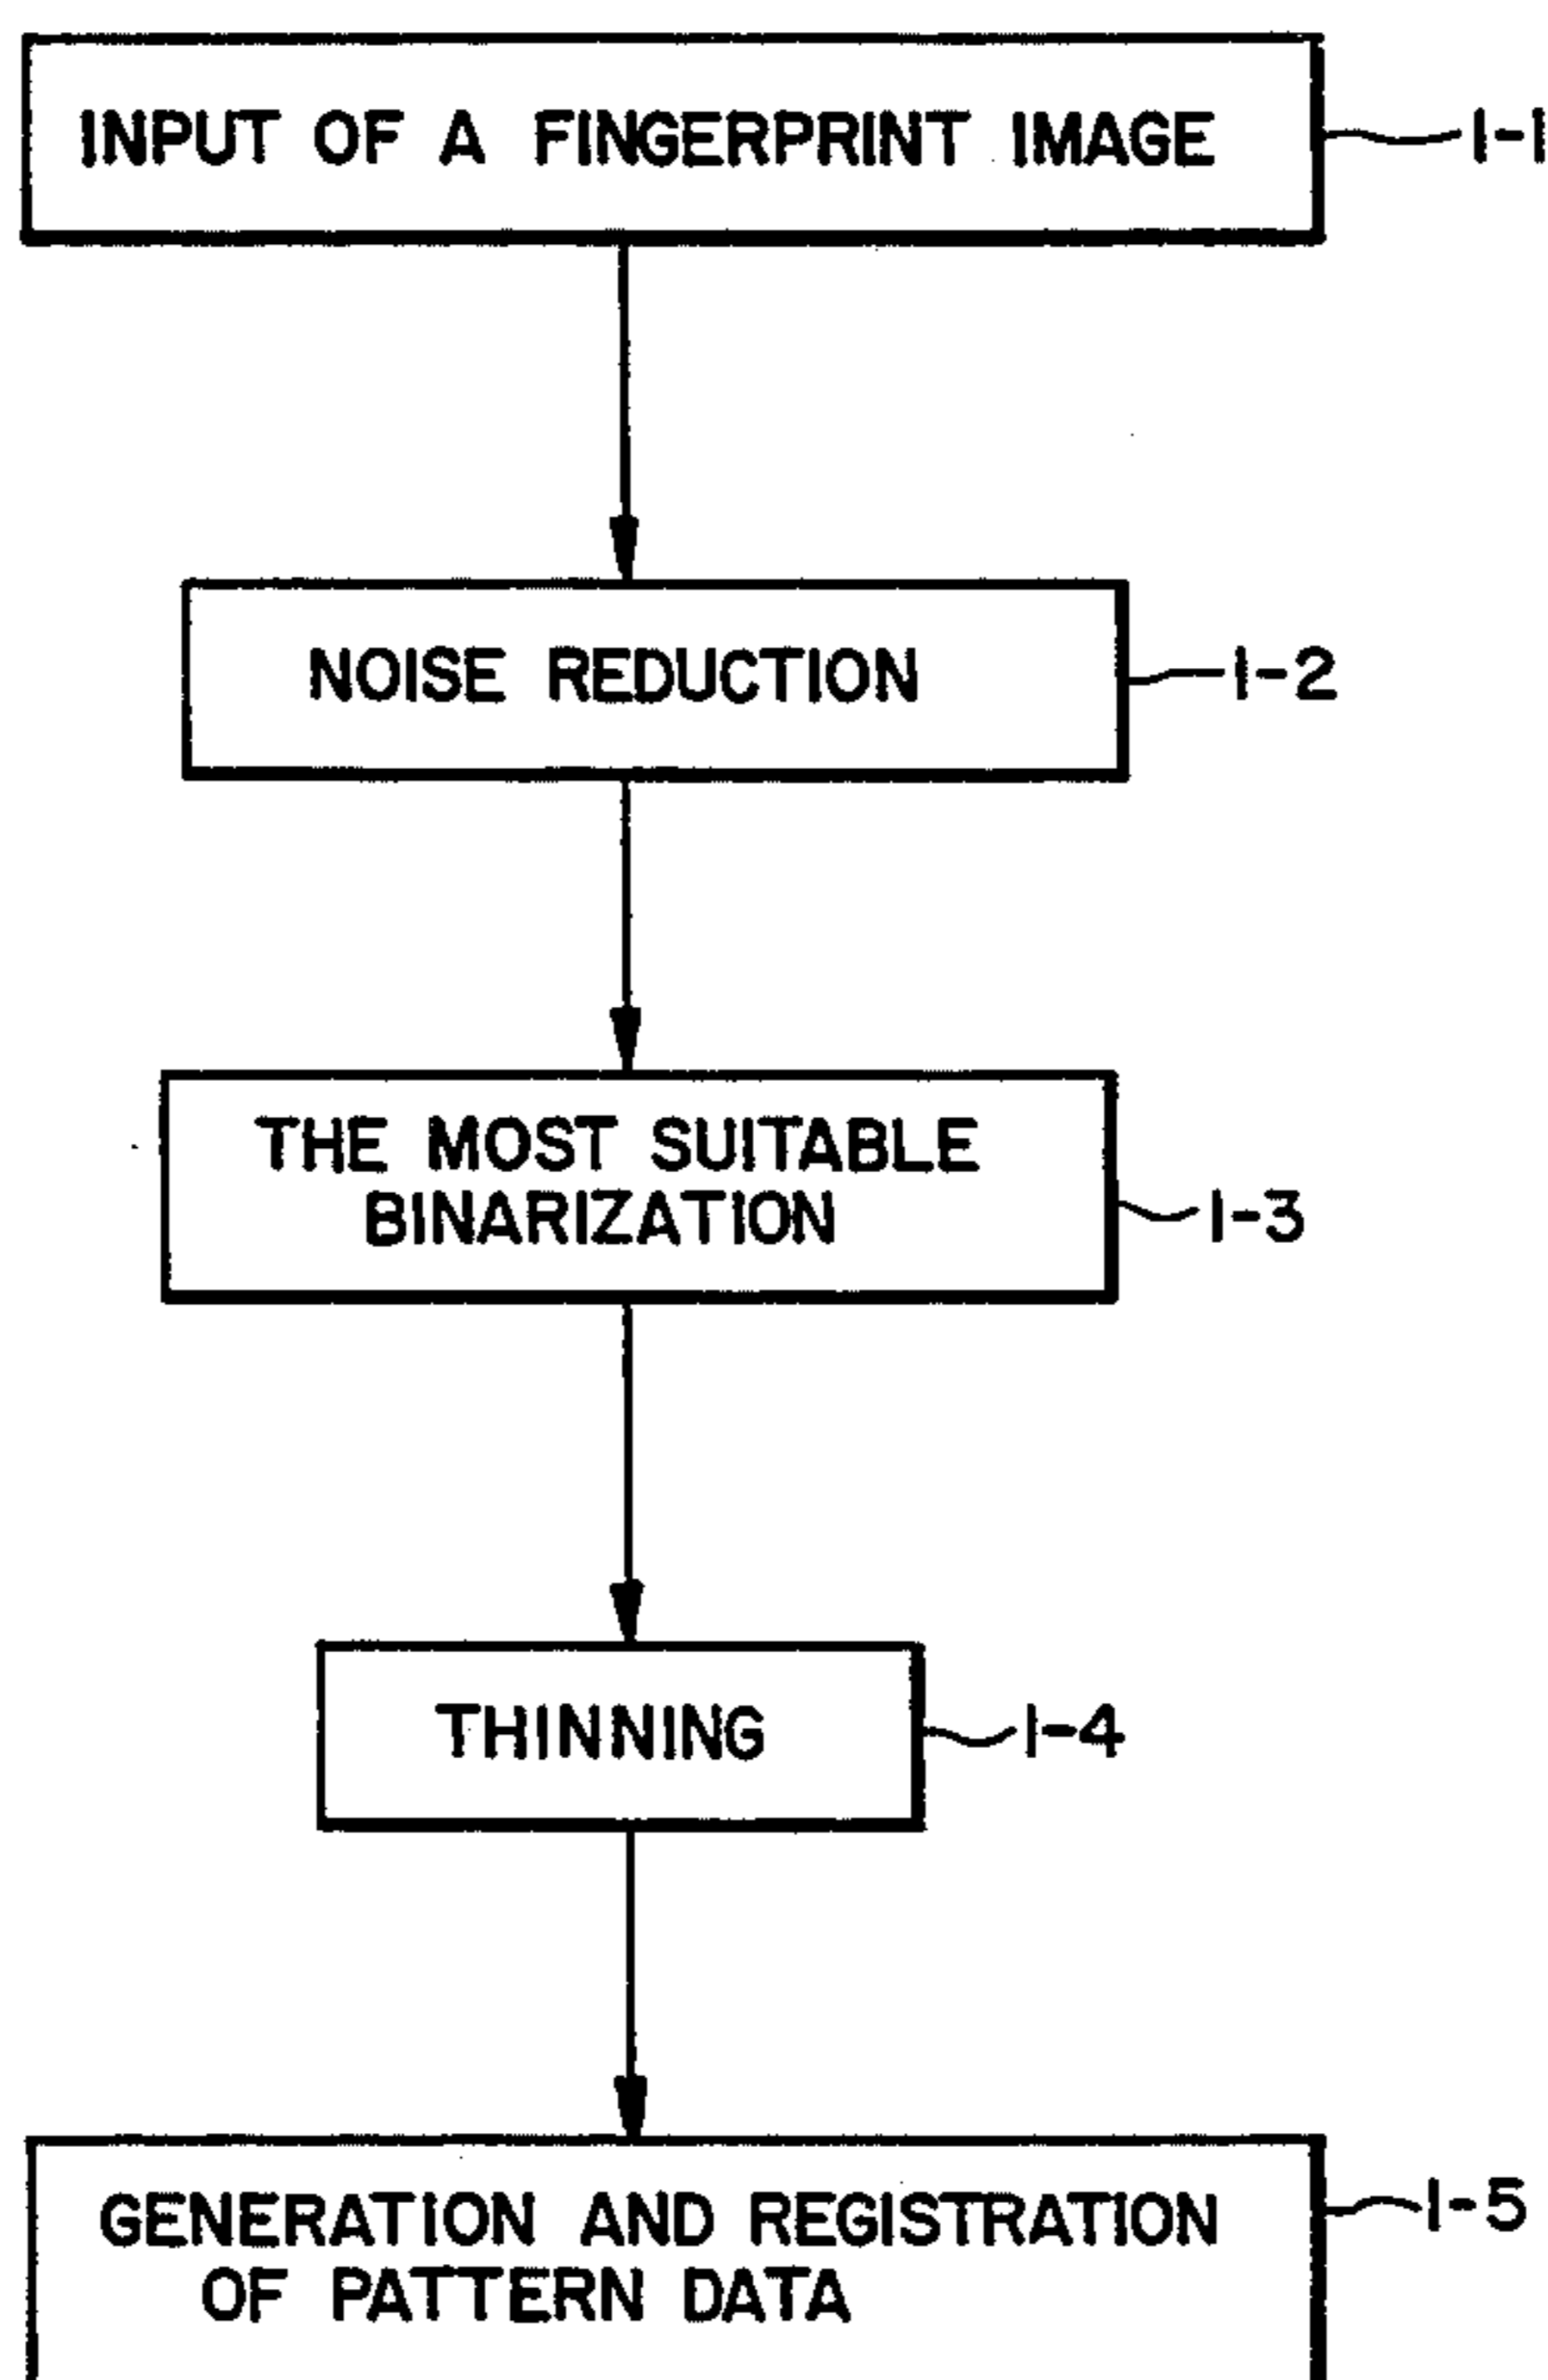 INPUT OF A FINGERPRINT IMAGE 1-1
NOISE REDUCTION 1-2
THE MOST SUITABLE
BINARIZATION 1-3
THINNING 1-4
GENERATION AND REGISTRATION 1-5
OF PATTERN DATA